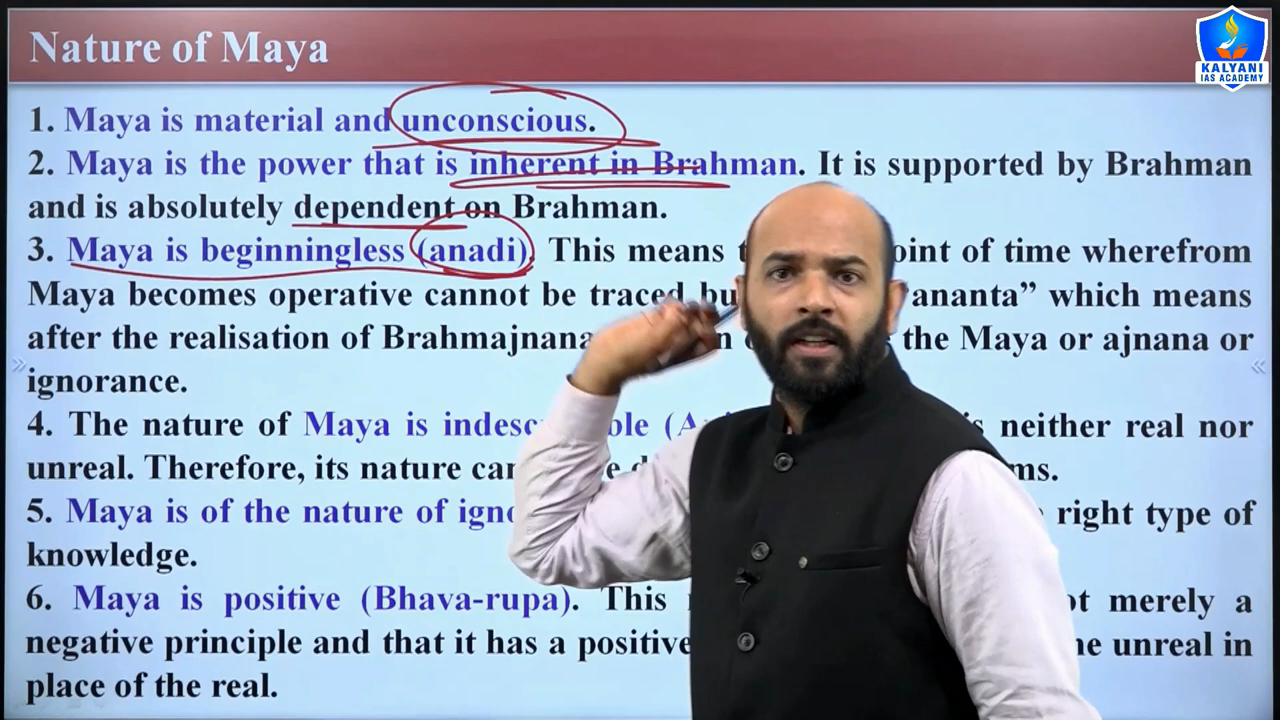 Nature of Maya
KALYANI
IAS ACADEMY
1. Maya is material and unconscious.
2. Maya is the power that is inherent in Brahman. It is supported by Brahman
and is absolutely dependent on Brahman.
3. Maya is beginningless (anadi). This means oint of time wherefrom
Maya becomes operative cannot be traced ananta” which means
after the realisation of Brahmajnana the Maya or ajnana or
ignorance.
4. The nature of Maya is neither real nor
unreal. Therefore, its nature
5. Maya is of the nature of right type of
knowledge.
6. Maya is positive (Bhava-rupa). This merely a
negative principle and that it has a positive unreal in
place of the real.